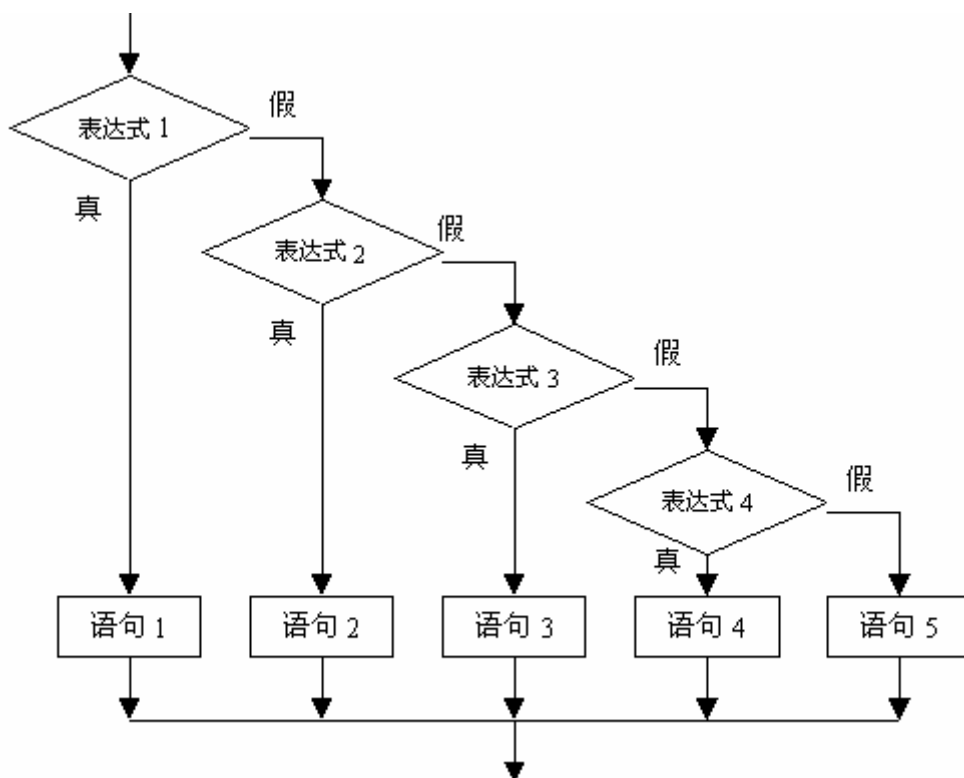 假
表达式 1
真
假
表达式 2
真
假
表达式 3
真
假
表达式 4
真
语句 1
语句 2
语句 3
语句 4
语句 5